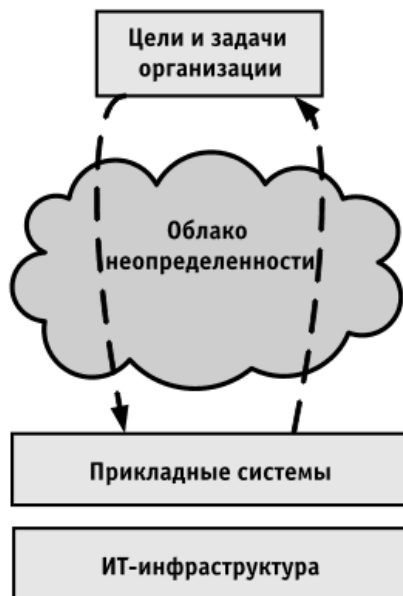 Цели и задачи
организации
Облако
неопределенности
Прикладные системы
ИТ-инфраструктура